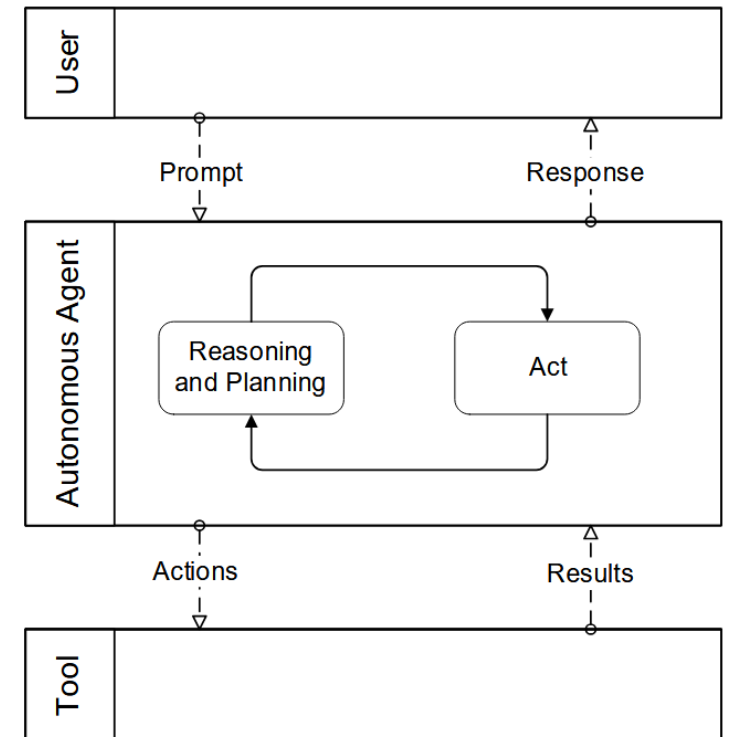 User
Prompt
Response
Autonomous Agent
Reasoning
and Planning
Act
Actions
Results
Tool